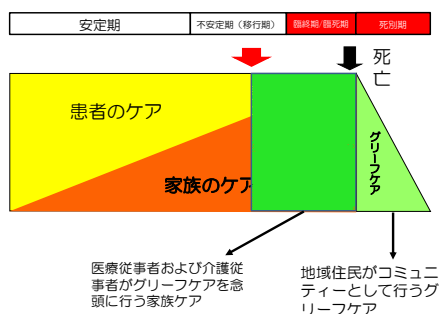 安定期
不安定期（移行期）
臨終期/臨死期
死別期
死
亡
患者のケア
家族のケア
グリーフケア
医療従事者および介護従
事者がグリーフケアを念
頭に行う家族ケア
地域住民がコミュニ
ティーとして行うグ
リーフケア